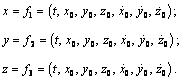 x = f₁ = (t, x₀, y₀, z₀, ẋ₀, ẏ₀, ż₀);
y = f₂ = (t, x₀, y₀, z₀, ẋ₀, ẏ₀, ż₀);
z = f₃ = (t, x₀, y₀, z₀, ẋ₀, ẏ₀, ż₀).